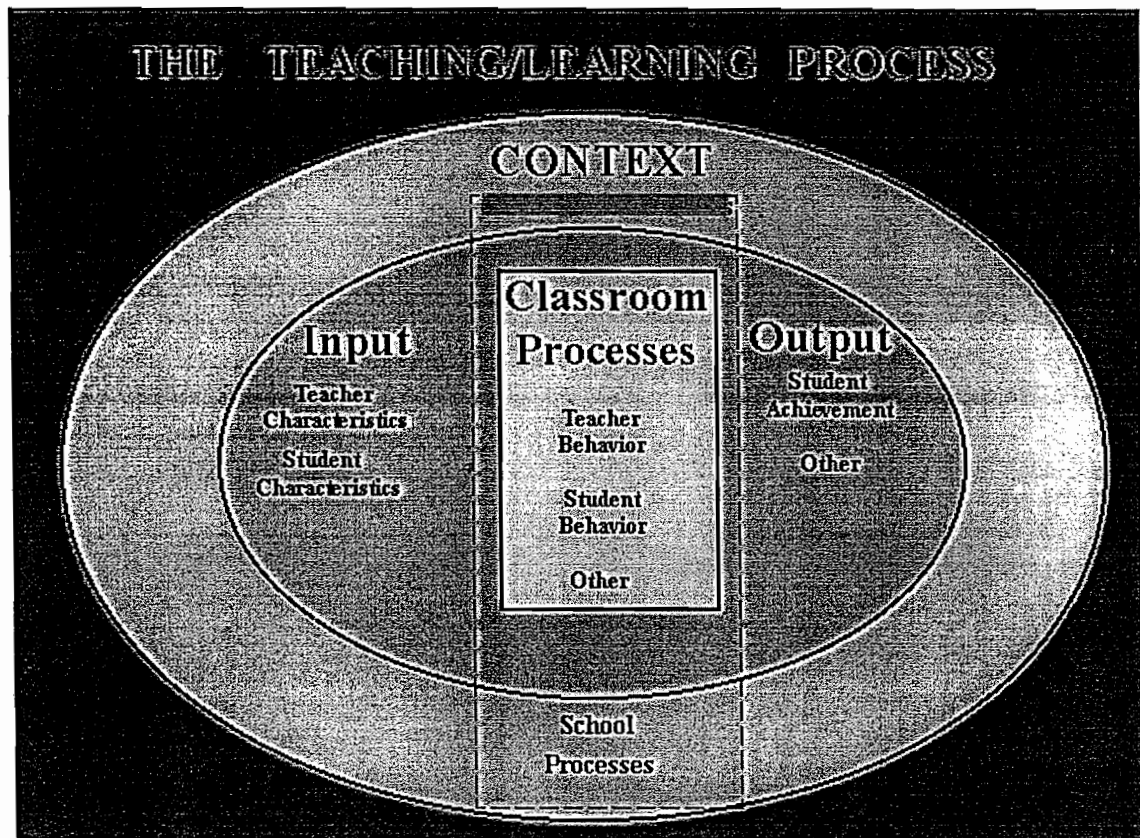 THE TEACHING/LEARNING PROCESS
CONTEXT
Input
Teacher
Characteristics
Student
Characteristics
Classroom
Processes
Teacher
Behavior
Student
Behavior
Other
Output
Student
Achievement
Other
School
Processes